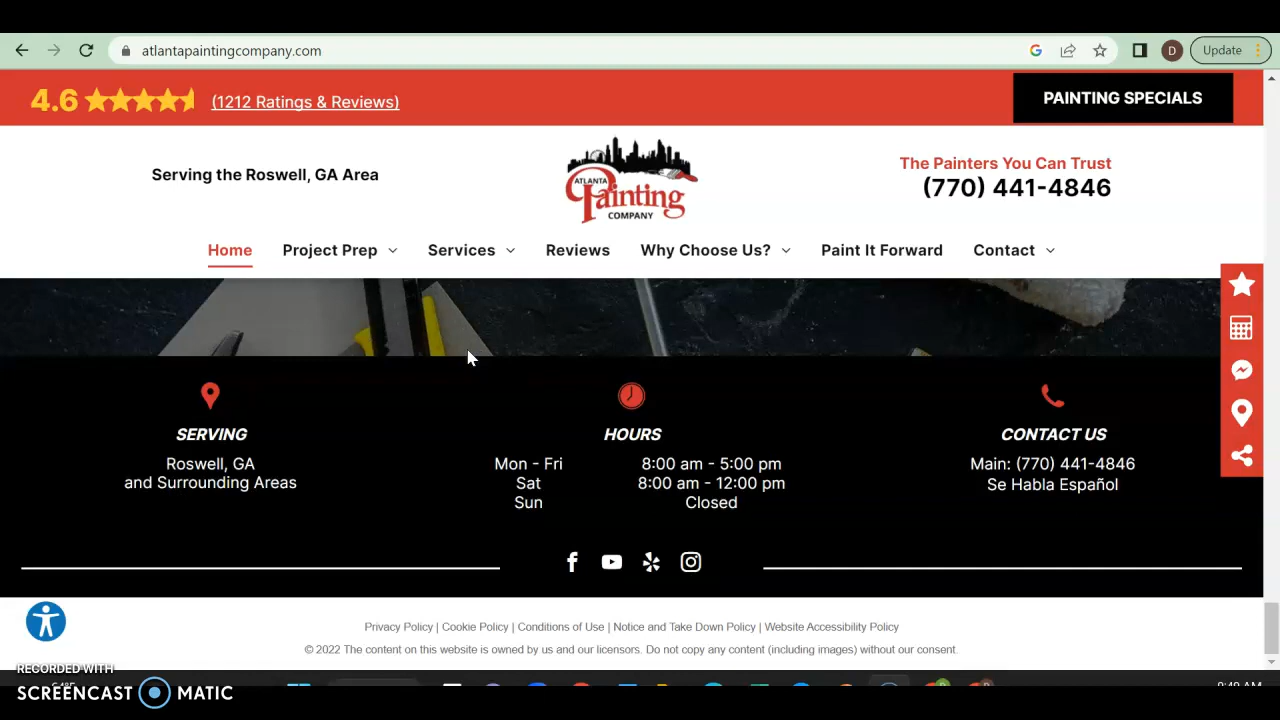 atlantapaintingcompany.com
D
Update
4.6 (1212 Ratings & Reviews)
PAINTING SPECIALS
Serving the Roswell, GA Area
ATLANTA
Painting
COMPANY
The Painters You Can Trust
(770) 441-4846
Home Project Prep Services Reviews Why Choose Us? Paint It Forward Contact
SERVING
Roswell, GA
and Surrounding Areas
HOURS
Mon - Fri 8:00 am - 5:00 pm
Sat 8:00 am - 12:00 pm
Sun Closed
CONTACT US
Main: (770) 441-4846
Se Habla Español
Privacy Policy | Cookie Policy | Conditions of Use | Notice and Take Down Policy | Website Accessibility Policy
© 2022 The content on this website is owned by us and our licensors. Do not copy any content (including images) without our consent.
RECORDED WITH
SCREENCAST MATIC